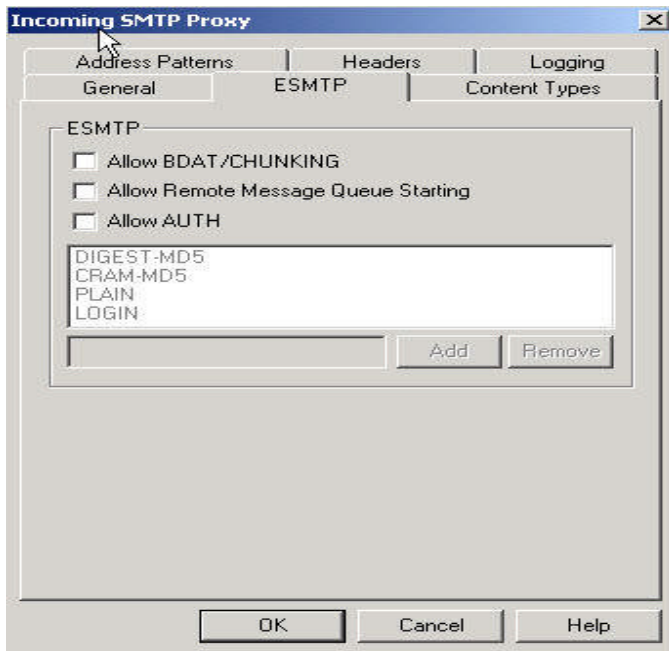 Incoming SMTP Proxy
Address Patterns
Headers
Logging
General
ESMTP
Content Types
ESMTP
Allow BDAT/CHUNKING
Allow Remote Message Queue Starting
Allow AUTH
DIGEST-MD5
CRAM-MD5
PLAIN
LOGIN
Add
Remove
OK
Cancel
Help